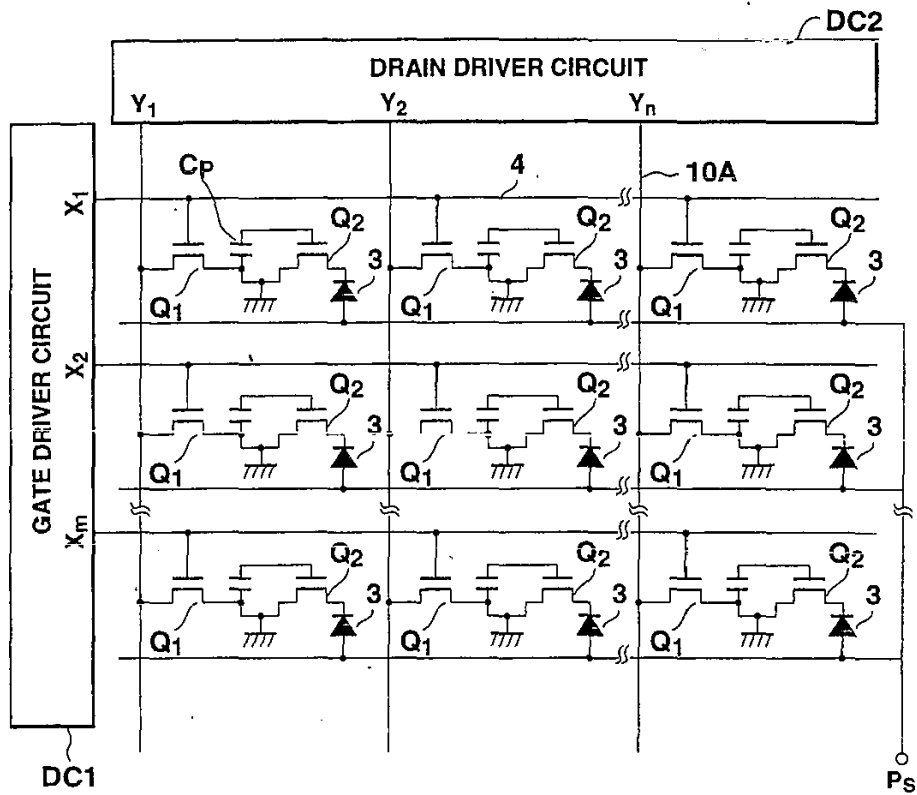 DC2
DRAIN DRIVER CIRCUIT
Y1 Y2 Yn
GATE DRIVER CIRCUIT
X1
CP 4 10A
Q2 3 Q2 3 Q2 3
Q1 Q1 Q1
X2
Q2 3 Q2 3 Q2 3
Q1 Q1 Q1
Xm
Q2 3 Q2 3 Q2 3
Q1 Q1 Q1
DC1
PS